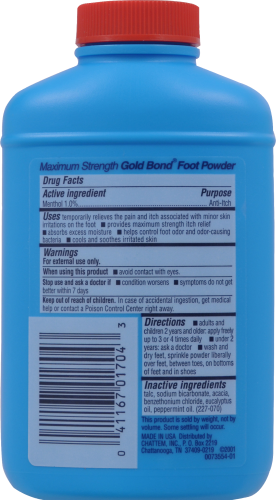 Maximum Strength Gold Bond® Foot Powder
Drug Facts
Active ingredient Purpose
Menthol 1.0% Anti-Itch
Uses temporarily relieves the pain and itch associated with minor skin
irritations on the foot ■ provides maximum strength itch relief
■ absorbs excess moisture ■ helps control foot odor and odor-causing
bacteria ■ cools and soothes irritated skin
Warnings
For external use only.
When using this product ■ avoid contact with eyes.
Stop use and ask a doctor if ■ condition worsens ■ symptoms do not get
better within 7 days
Keep out of reach of children. In case of accidental ingestion, get medical
help or contact a Poison Control Center right away.
Directions ■ adults and
children 2 years and older: apply freely
up to 3 or 4 times daily ■ under 2
years: ask a doctor ■ wash and
dry feet, sprinkle powder liberally
over feet, between toes, on bottoms
of feet and in shoes
Inactive ingredients
talc, sodium bicarbonate, acacia,
benzethonium chloride, eucalyptus
oil, peppermint oil. (227-070)
This product is sold by weight, not by
volume. Some settling will occur.
MADE IN USA Distributed by
CHATTEM, INC. P. O. Box 2219
Chattanooga, TN 37409-0219 ©2001
0073554-01
0 41167 01704 3